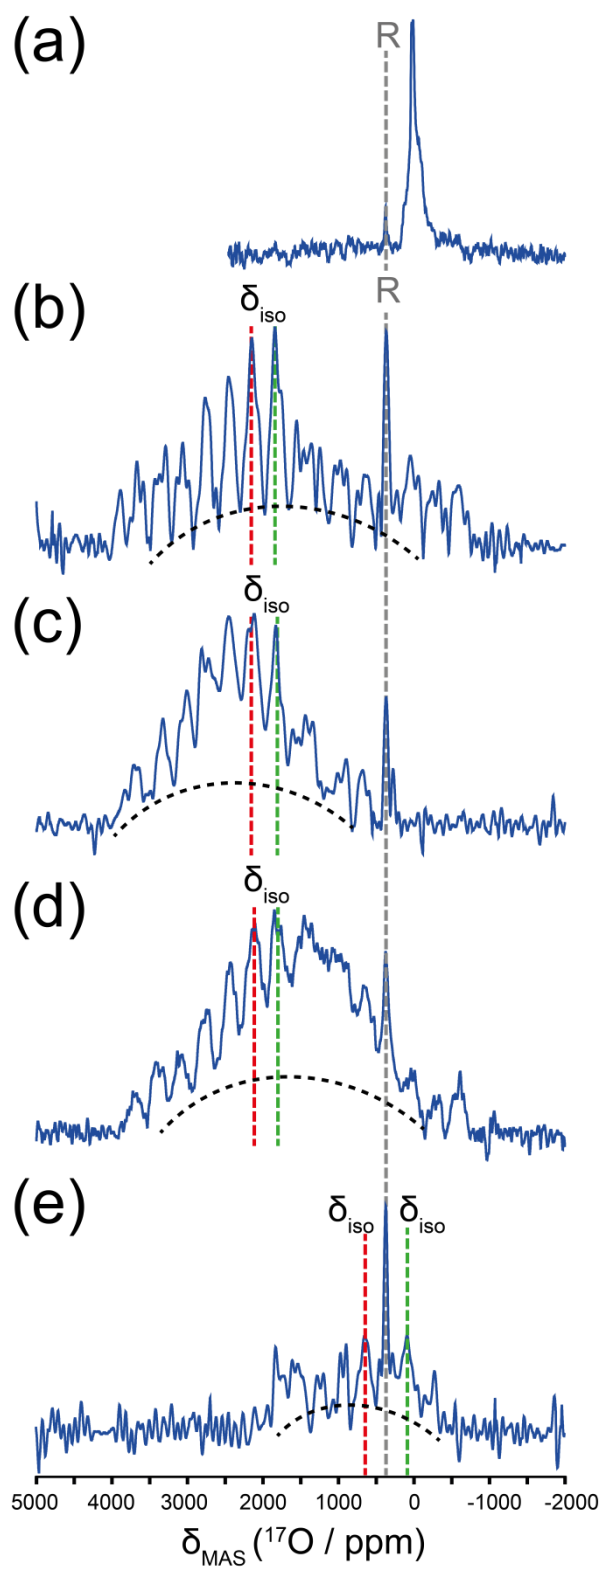 (a)
R
(b)
δiso
R
(c)
δiso
(d)
δiso
(e)
δiso δiso
5000 4000 3000 2000 1000 0 -1000 -2000
δMAS (¹⁷O / ppm)